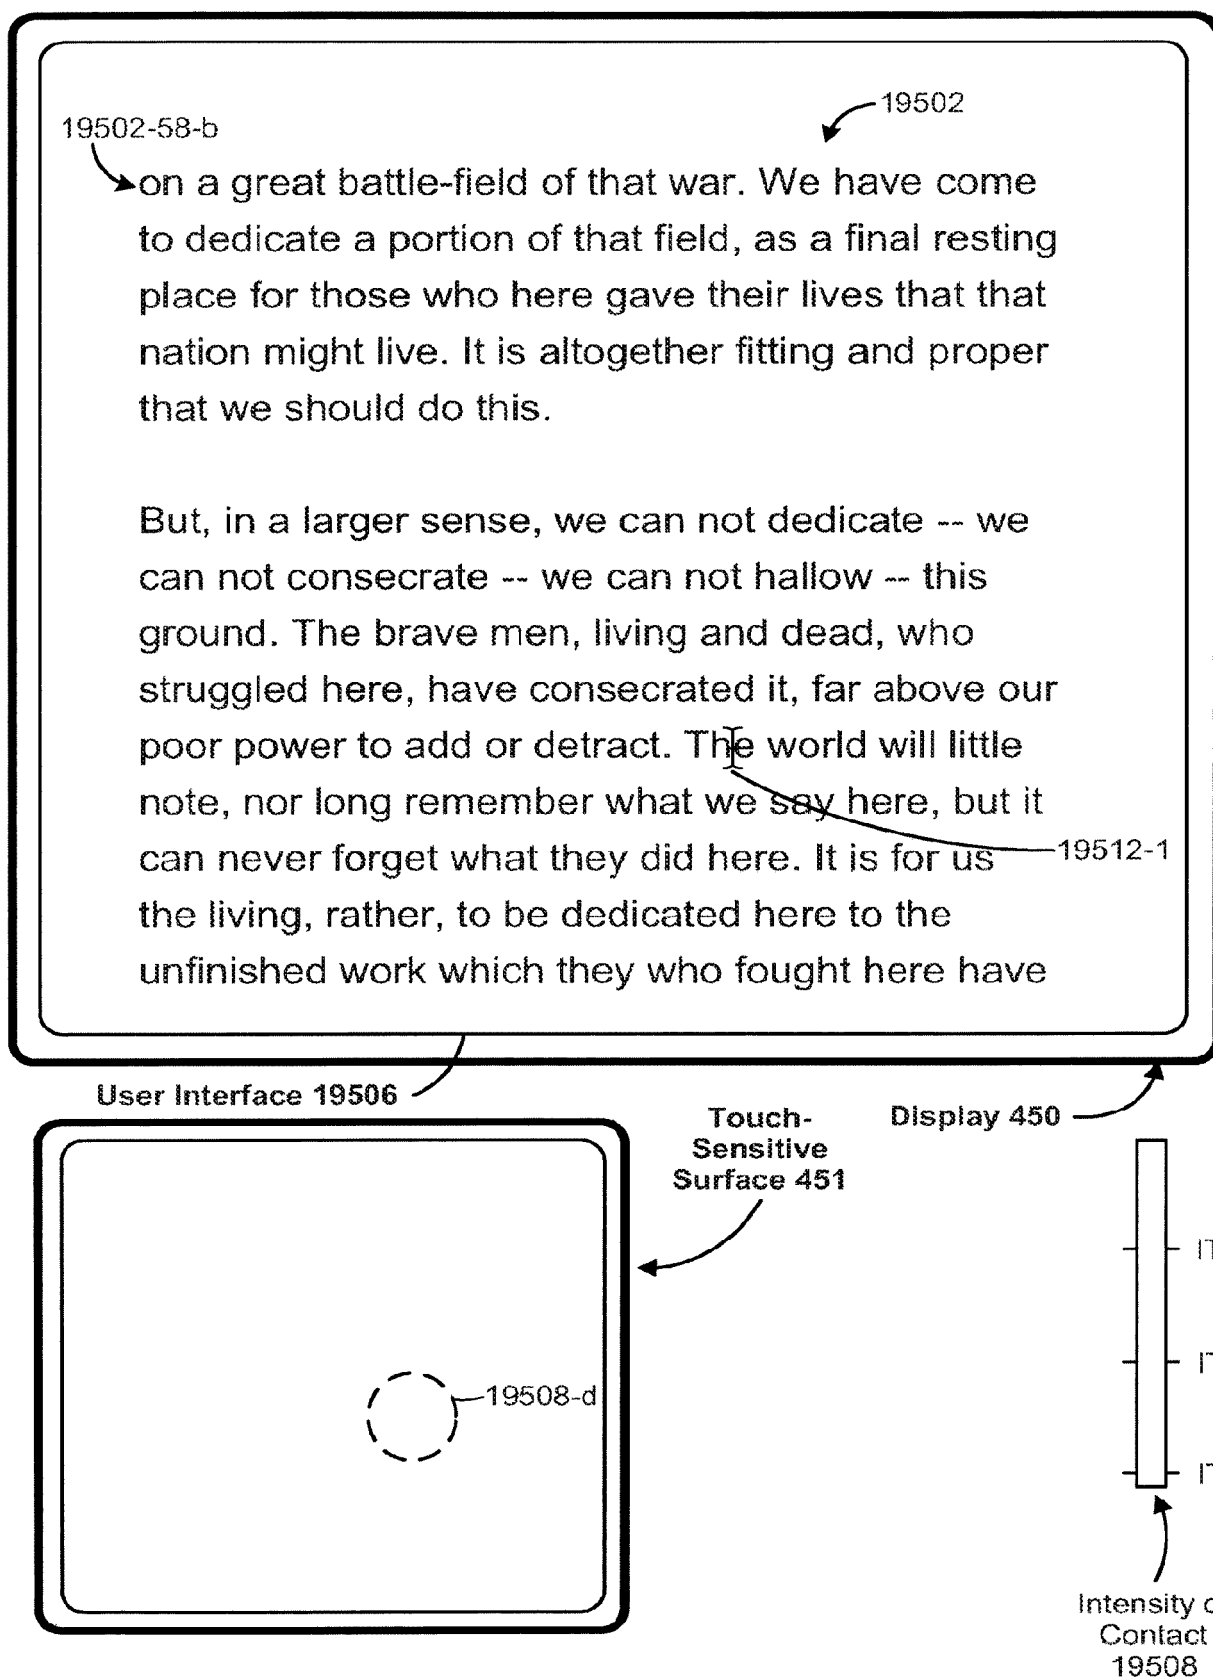 19502
19502-58-b
on a great battle-field of that war. We have come
to dedicate a portion of that field, as a final resting
place for those who here gave their lives that that
nation might live. It is altogether fitting and proper
that we should do this.
But, in a larger sense, we can not dedicate -- we
can not consecrate -- we can not hallow -- this
ground. The brave men, living and dead, who
struggled here, have consecrated it, far above our
poor power to add or detract. The world will little
note, nor long remember what we say here, but it
can never forget what they did here. It is for us
19512-1
the living, rather, to be dedicated here to the
unfinished work which they who fought here have
User Interface 19506
Touch-
Sensitive
Surface 451
Display 450
19508-d
Intensity
Contact
19508